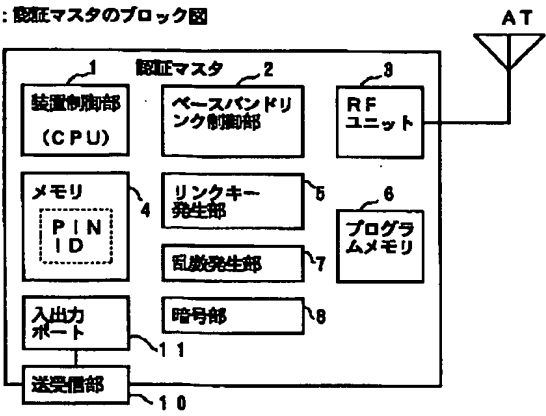 :認証マスタのブロック図
AT
認証マスタ
1
装置制御部
(CPU)
2
ベースバンドリ
ンク制御部
3
RF
ユニット
メモリ
4
PIN
ID
リンクキー
発生部
5
6
プログラ
ムメモリ
乱数発生部
7
入出力
ポート
11
暗号部
8
送受信部
10